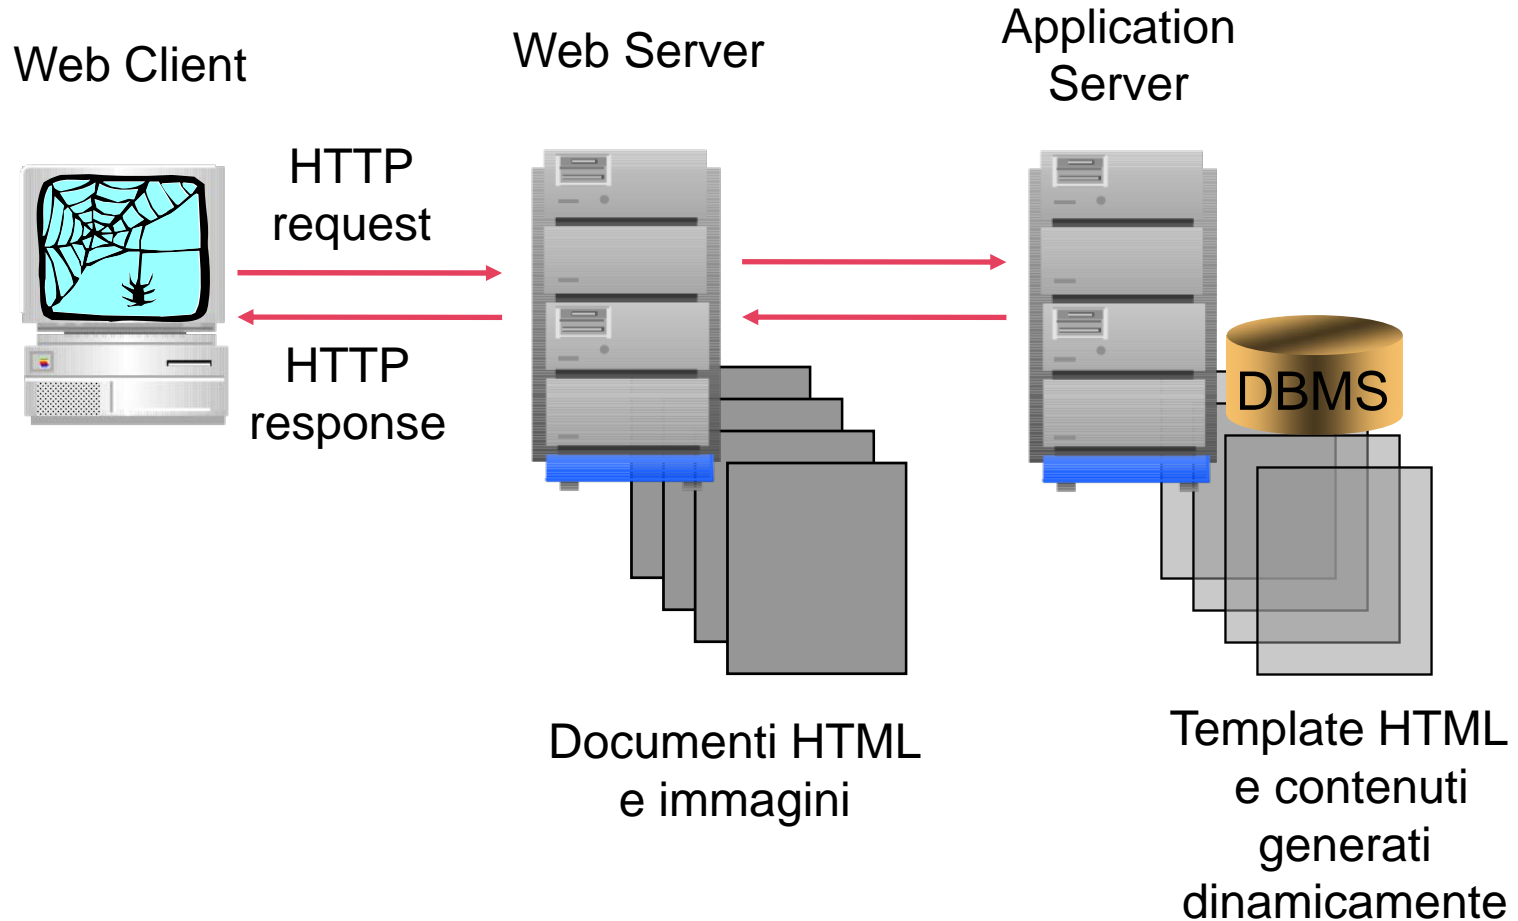 Web Client
Web Server
Application
Server
HTTP
request
HTTP
response
DBMS
Documenti HTML
e immagini
Template HTML
e contenuti
generati
dinamicamente